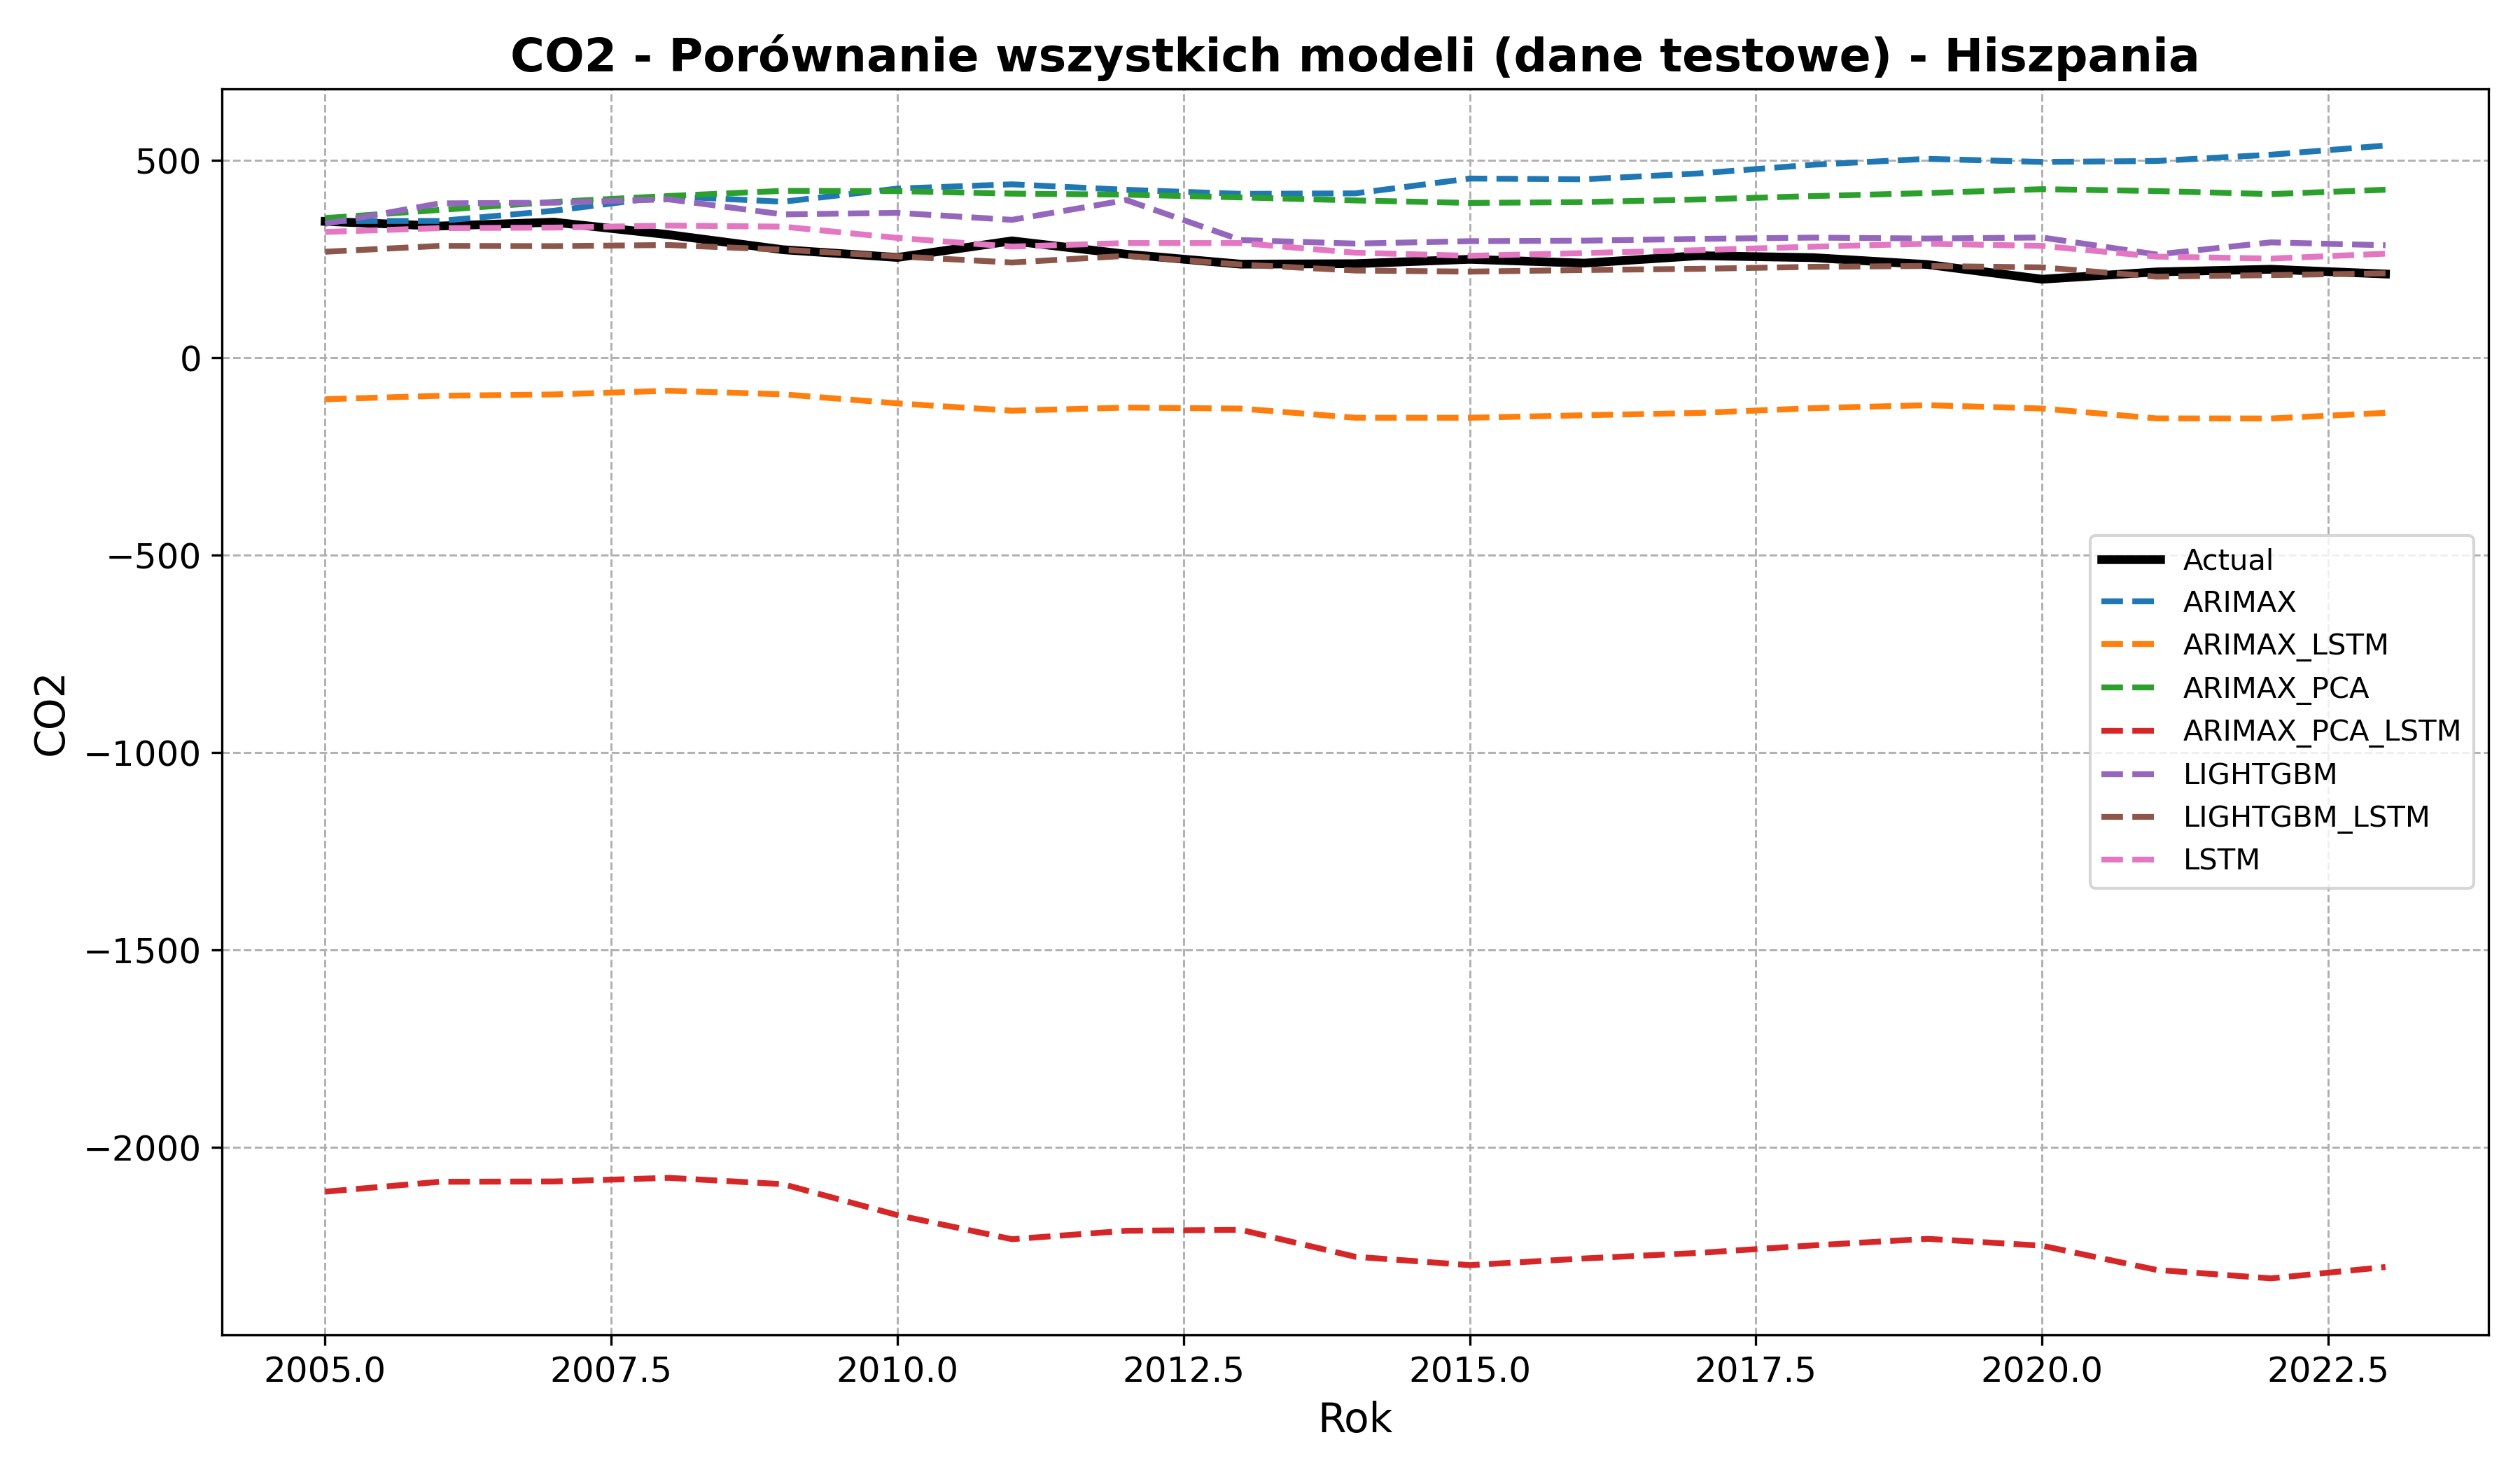 CO2 - Porównanie wszystkich modeli (dane testowe) - Hiszpania
500
0
−500
−1000
−1500
−2000
CO2
Actual
ARIMAX
ARIMAX_LSTM
ARIMAX_PCA
ARIMAX_PCA_LSTM
LIGHTGBM
LIGHTGBM_LSTM
LSTM
2005.0 2007.5 2010.0 2012.5 2015.0 2017.5 2020.0 2022.5
Rok